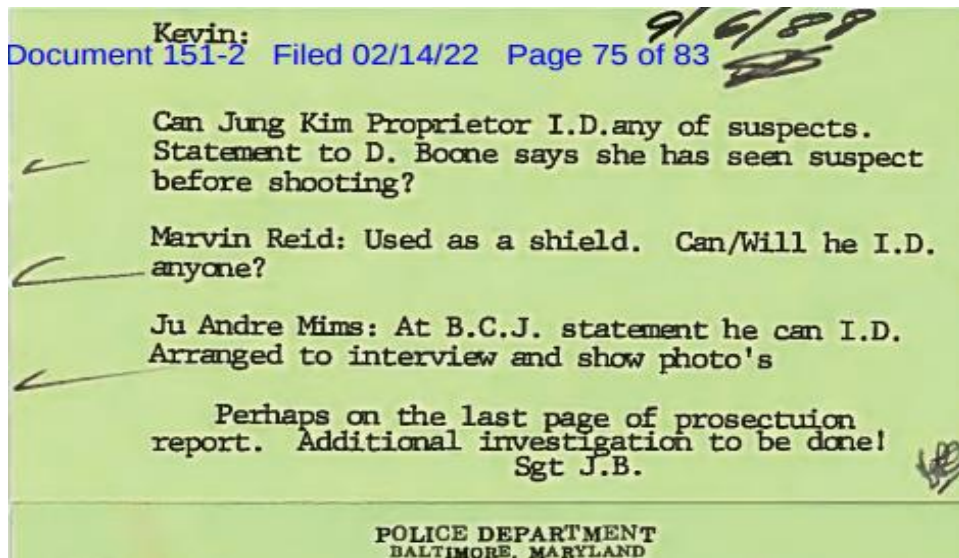 Kevin: 9/6/88
Document 151-2 Filed 02/14/22 Page 75 of 83
Can Jung Kim Proprietor I.D.any of suspects.
Statement to D. Boone says she has seen suspect
before shooting?
Marvin Reid: Used as a shield. Can/Will he I.D.
anyone?
Ju Andre Mims: At B.C.J. statement he can I.D.
Arranged to interview and show photo's
Perhaps on the last page of prosectuion
report. Additional investigation to be done!
Sgt J.B.
POLICE DEPARTMENT
BALTIMORE, MARYLAND